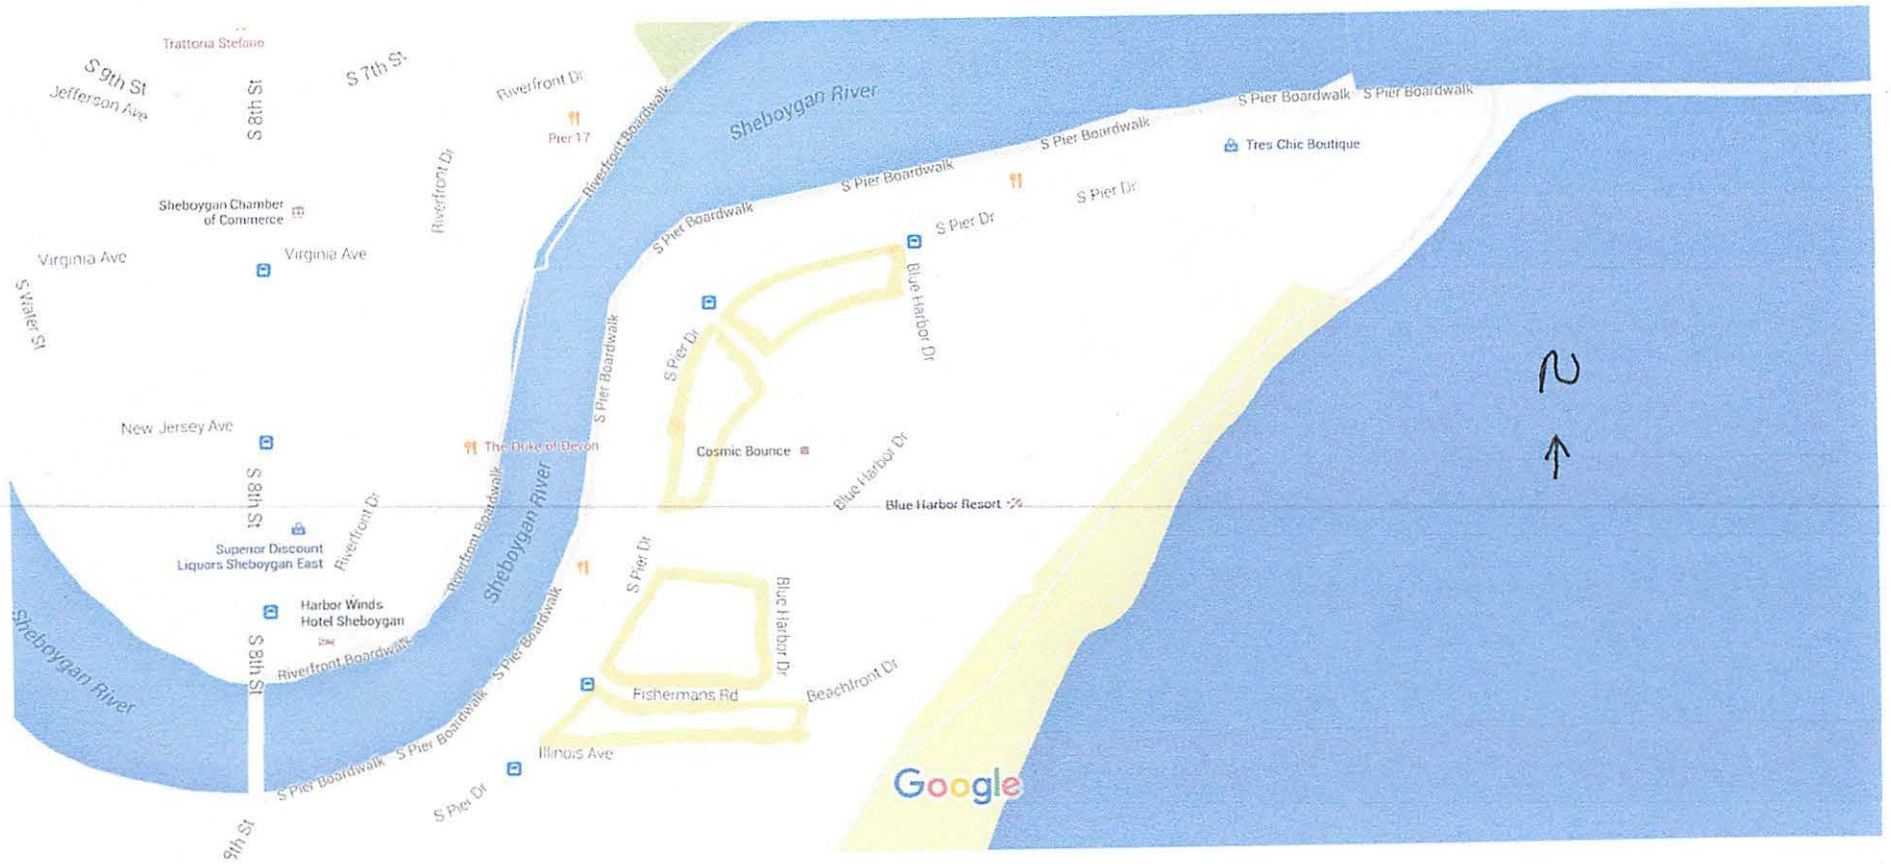 Trattoria Stefano
S 9th St
Jefferson Ave
S 8th St
S 7th St
Riverfront Dr
Pier 17
Riverfront Boardwalk
Sheboygan River
S Pier Boardwalk
S Pier Boardwalk
S Pier Boardwalk
S Pier Boardwalk
S Pier Boardwalk
Tres Chic Boutique
S Pier Dr
S Pier Dr
Riverfront Dr
Sheboygan Chamber
of Commerce
Virginia Ave
Virginia Ave
S Water St
Blue Harbor Dr
S Pier Dr
S Pier Boardwalk
N
New Jersey Ave
The Duke of Devon
Cosmic Bounce
Blue Harbor Dr
Blue Harbor Resort
S 8th St
Riverfront Dr
Riverfront Boardwalk
Sheboygan River
Superior Discount
Liquors Sheboygan East
S Pier Dr
Harbor Winds
Hotel Sheboygan
S Pier Boardwalk
Blue Harbor Dr
Sheboygan River
S 8th St
Riverfront Boardwalk
Fishermans Rd
Beachfront Dr
S Pier Boardwalk
S Pier Boardwalk
Illinois Ave
S Pier Dr
Google